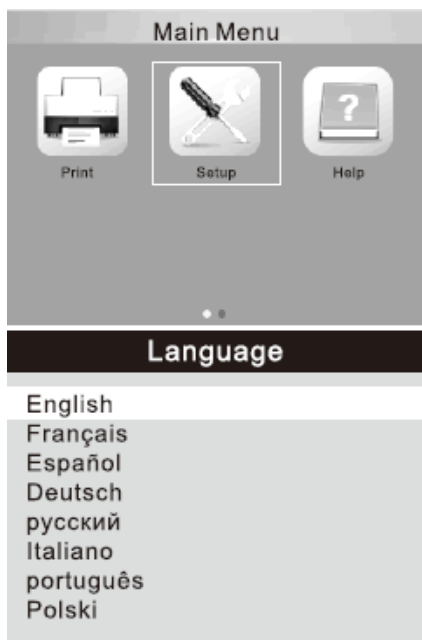 Main Menu
Print Setup Help
Language
English
Français
Español
Deutsch
русский
Italiano
português
Polski